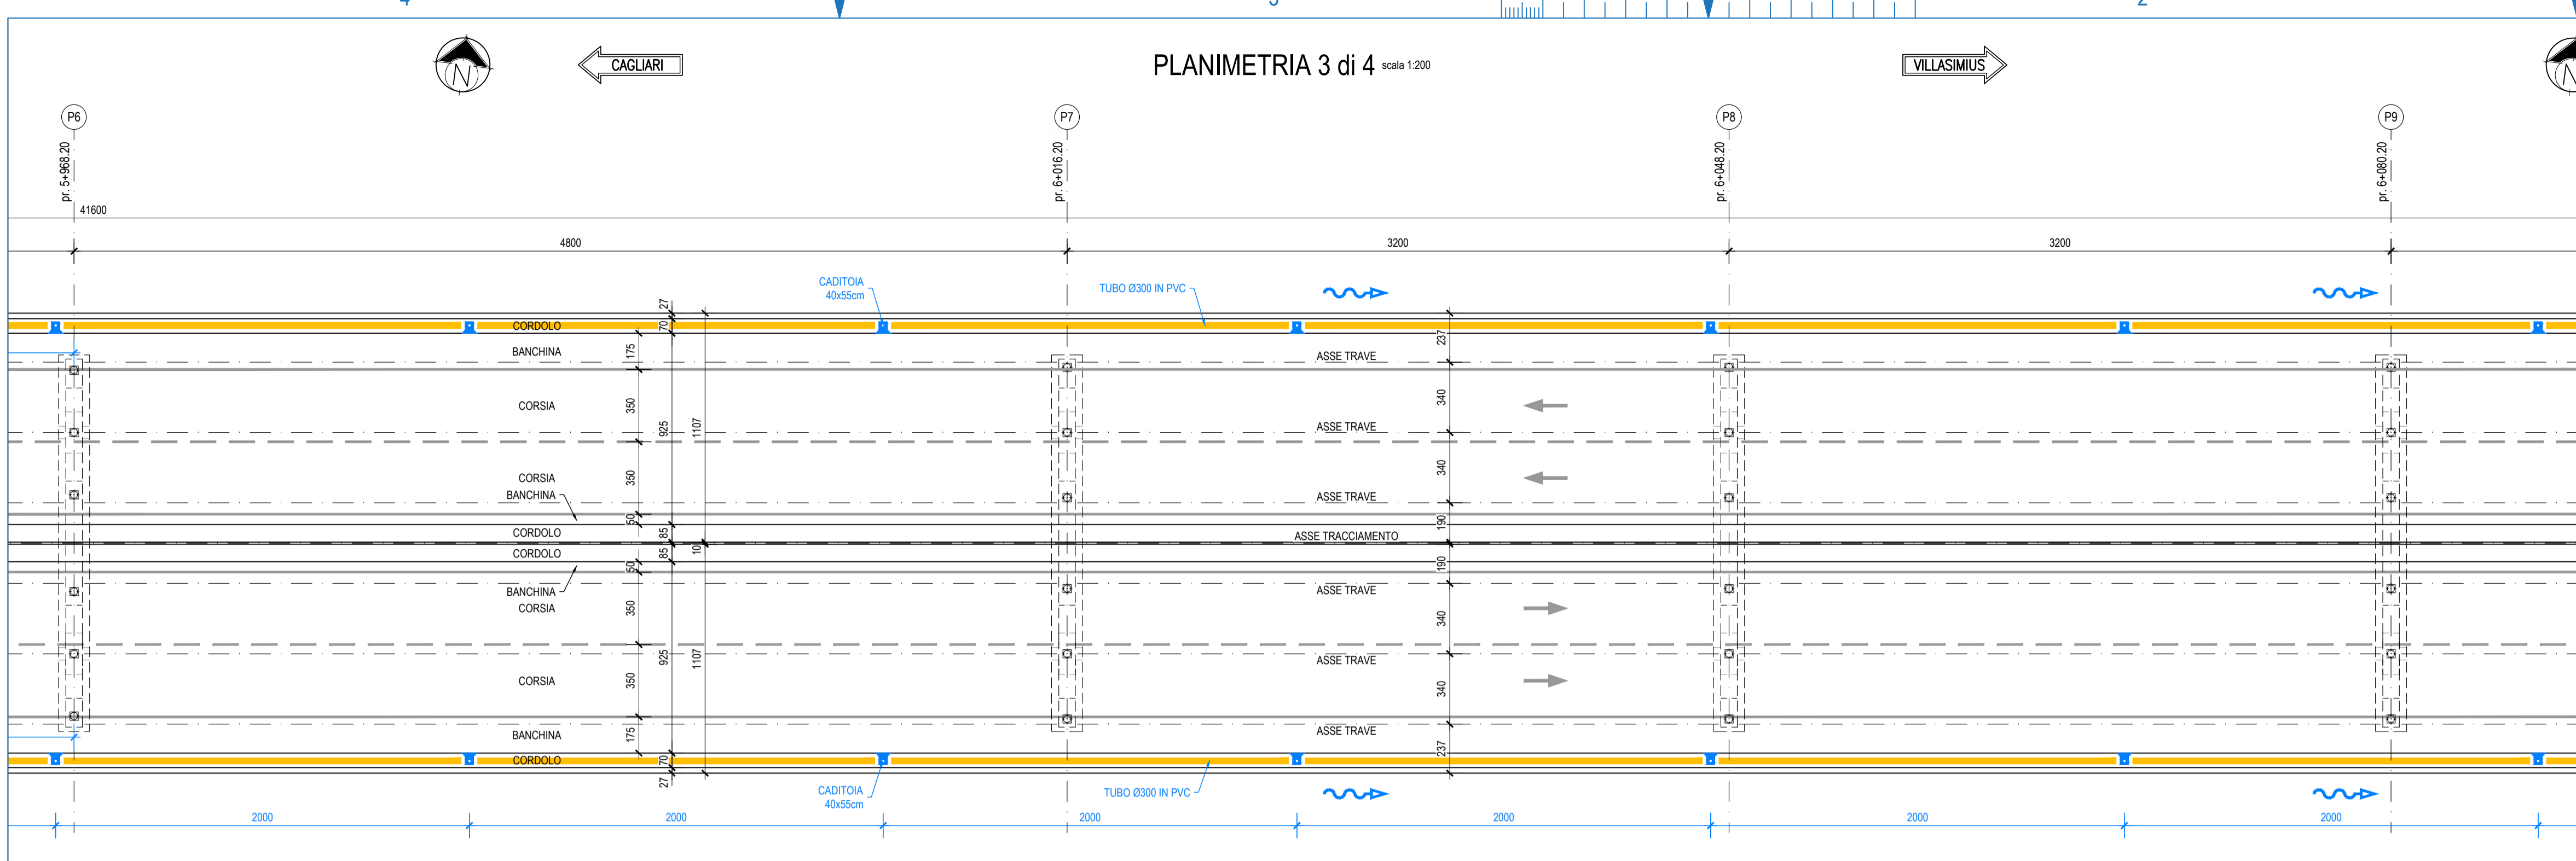 4
3
2
CAGLIARI
PLANIMETRIA 3 di 4 scala 1:200
VILLASIMIUS
N
N
P6
P7
P8
P9
pr. 5+968.20
pr. 6+016.20
pr. 6+048.20
pr. 6+080.20
41600
4800
3200
3200
CADITOIA
40x55cm
TUBO Ø300 IN PVC
27
70
CORDOLO
237
175
BANCHINA
ASSE TRAVE
CORSIA
350
925
1107
340
ASSE TRAVE
CORSIA
350
340
BANCHINA
ASSE TRAVE
50
85
190
CORDOLO
10
ASSE TRACCIAMENTO
CORDOLO
85
50
190
BANCHINA
ASSE TRAVE
CORSIA
350
340
925
1107
ASSE TRAVE
CORSIA
350
340
175
BANCHINA
ASSE TRAVE
237
70
CORDOLO
27
CADITOIA
40x55cm
TUBO Ø300 IN PVC
2000
2000
2000
2000
2000
2000